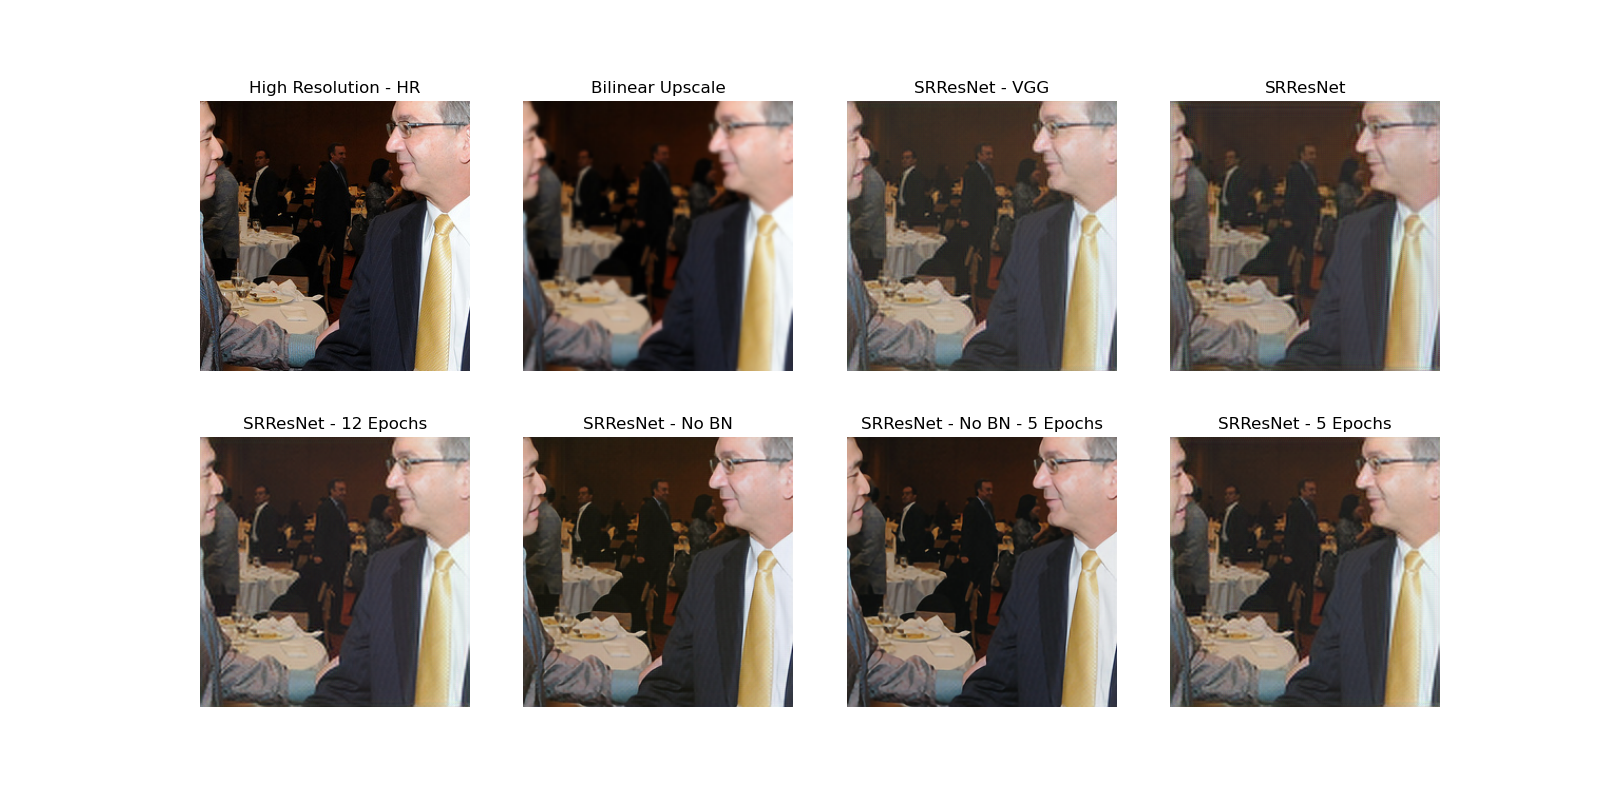 High Resolution - HR
Bilinear Upscale
SRResNet - VGG
SRResNet
SRResNet - 12 Epochs
SRResNet - No BN
SRResNet - No BN - 5 Epochs
SRResNet - 5 Epochs